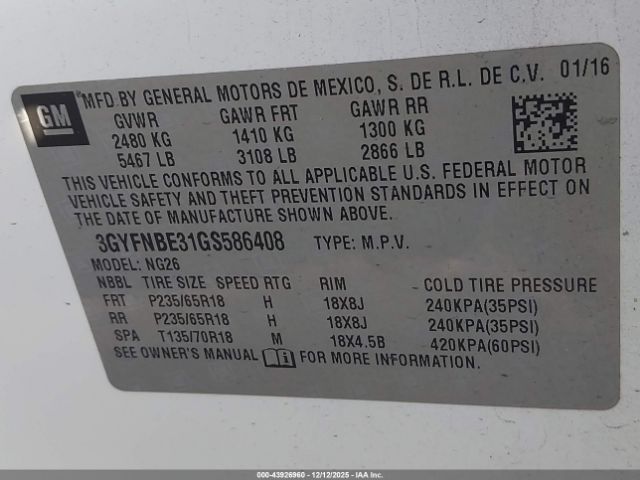 GM
*MFD BY GENERAL MOTORS DE MEXICO, S. DE R.L. DE C.V. 01/16
GVWR GAWR FRT GAWR RR
2480 KG 1410 KG 1300 KG
5467 LB 3108 LB 2866 LB
THIS VEHICLE CONFORMS TO ALL APPLICABLE U.S. FEDERAL MOTOR
VEHICLE SAFETY AND THEFT PREVENTION STANDARDS IN EFFECT ON
THE DATE OF MANUFACTURE SHOWN ABOVE.
3GYFNBE31GS586408 TYPE: M.P.V.
MODEL: NG26
NBBL TIRE SIZE SPEED RTG RIM COLD TIRE PRESSURE
FRT P235/65R18 H 18X8J 240KPA(35PSI)
RR P235/65R18 H 18X8J 240KPA(35PSI)
SPA T135/70R18 M 18X4.5B 420KPA(60PSI)
SEE OWNER'S MANUAL FOR MORE INFORMATION.
000-43926960 - 12/12/2025 - IAAI.COM